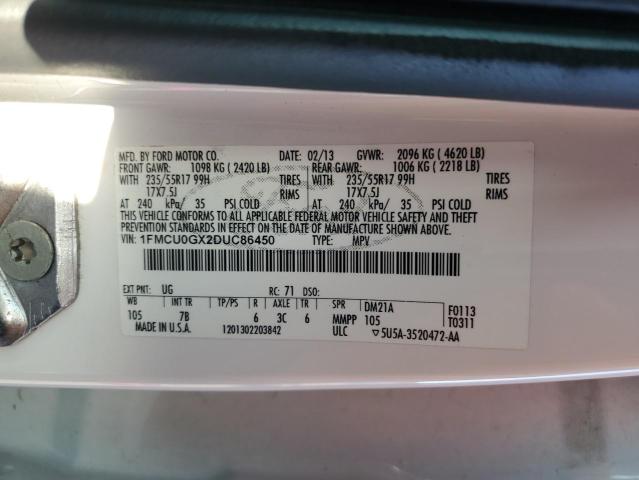 MFD. BY FORD MOTOR CO. DATE: 02/13 GVWR: 2096 KG ( 4620 LB)
FRONT GAWR: 1098 KG ( 2420 LB) REAR GAWR: 1006 KG ( 2218 LB)
WITH 235/55R17 99H TIRES WITH 235/55R17 99H TIRES
17X7.5J RIMS 17X7.5J RIMS
AT 240 kPa/ 35 PSI COLD AT 240 kPa/ 35 PSI COLD
THIS VEHICLE CONFORMS TO ALL APPLICABLE FEDERAL MOTOR VEHICLE SAFETY AND THEFT
PREVENTION STANDARDS IN EFFECT ON THE DATE OF MANUFACTURE SHOWN ABOVE.
VIN: 1FMCU0GX2DUC86450 TYPE: MPV
EXT PNT: UG RC: 71 DSO:
WB INT TR TP/PS R AXLE TR SPR DM21A F0113
105 7B 6 3C 6 MMPP 105 T0311
MADE IN U.S.A. 1201302203842 ULC ▽5U5A-3520472-AA